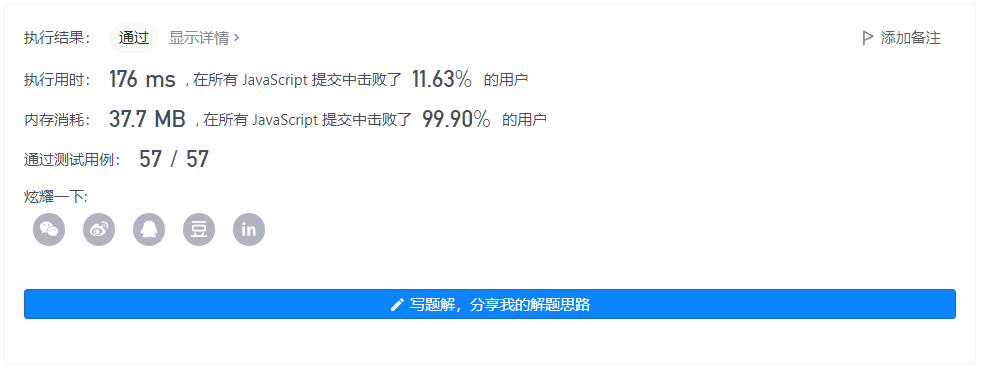 执行结果： 通过 显示详情 > 添加备注
执行用时： 176 ms , 在所有 JavaScript 提交中击败了 11.63% 的用户
内存消耗： 37.7 MB , 在所有 JavaScript 提交中击败了 99.90% 的用户
通过测试用例： 57 / 57
炫耀一下:
豆 in
写题解，分享我的解题思路